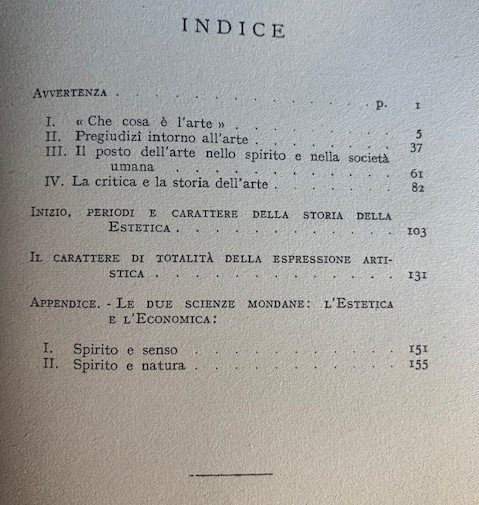 INDICE
AVVERTENZA . . . . . . . . . . . . . p. 1
I. « Che cosa è l'arte » . . . . . . . . . 5
II. Pregiudizi intorno all'arte . . . . . . . . 37
III. Il posto dell'arte nello spirito e nella società
umana . . . . . . . . . . . . 61
IV. La critica e la storia dell'arte . . . . . . . 82
INIZIO, PERIODI E CARATTERE DELLA STORIA DELLA
ESTETICA . . . . . . . . . . . . 103
IL CARATTERE DI TOTALITÀ DELLA ESPRESSIONE ARTI-
STICA . . . . . . . . . . . . . 131
APPENDICE. - LE DUE SCIENZE MONDANE: L'ESTETICA
E L'ECONOMICA:
I. Spirito e senso . . . . . . . . . . 151
II. Spirito e natura . . . . . . . . . . 155